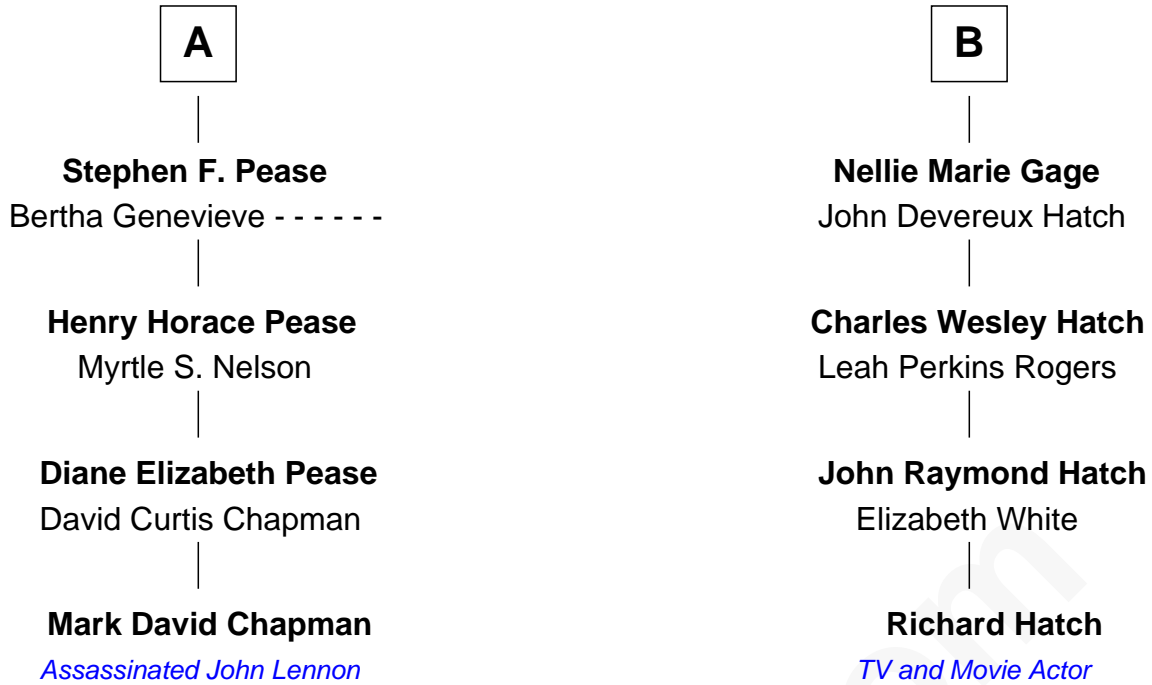 A
Stephen F. Pease
Bertha Genevieve - - - - - -
Henry Horace Pease
Myrtle S. Nelson
Diane Elizabeth Pease
David Curtis Chapman
Mark David Chapman
Assassinated John Lennon
B
Nellie Marie Gage
John Devereux Hatch
Charles Wesley Hatch
Leah Perkins Rogers
John Raymond Hatch
Elizabeth White
Richard Hatch
TV and Movie Actor